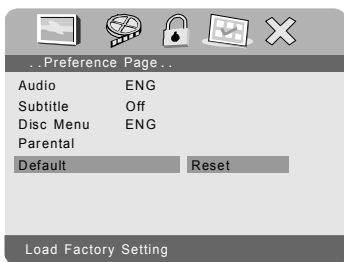 ..Preference Page..
Audio ENG
Subtitle Off
Disc Menu ENG
Parental
Default Reset
Load Factory Setting